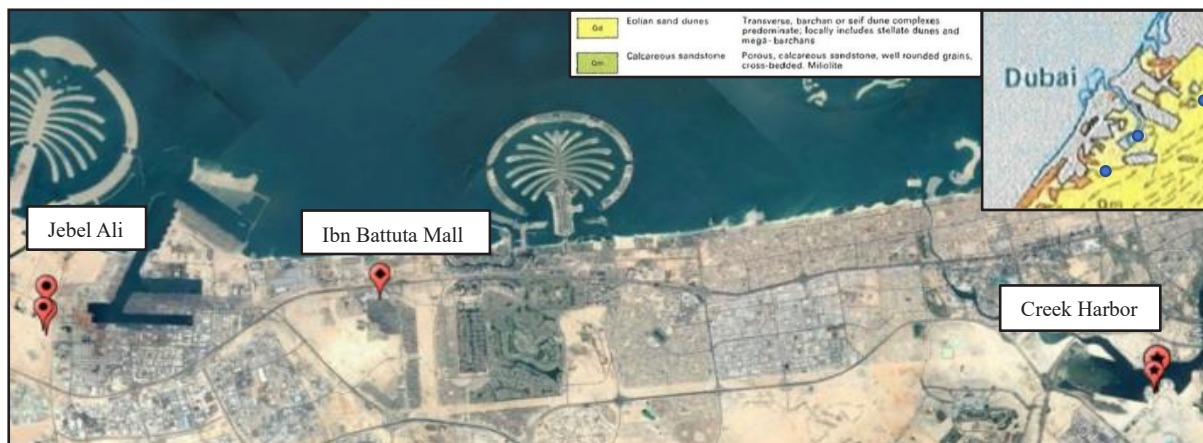 Qd
Eolian sand dunes
Transverse, barchan or seif dune complexes
predominate; locally includes stellate dunes and
mega-barchans
Qm
Calcareous sandstone
Porous, calcareous sandstone, well rounded grains,
cross-bedded. Miliolite
Dubai
Qm
Jebel Ali
Ibn Battuta Mall
Creek Harbor